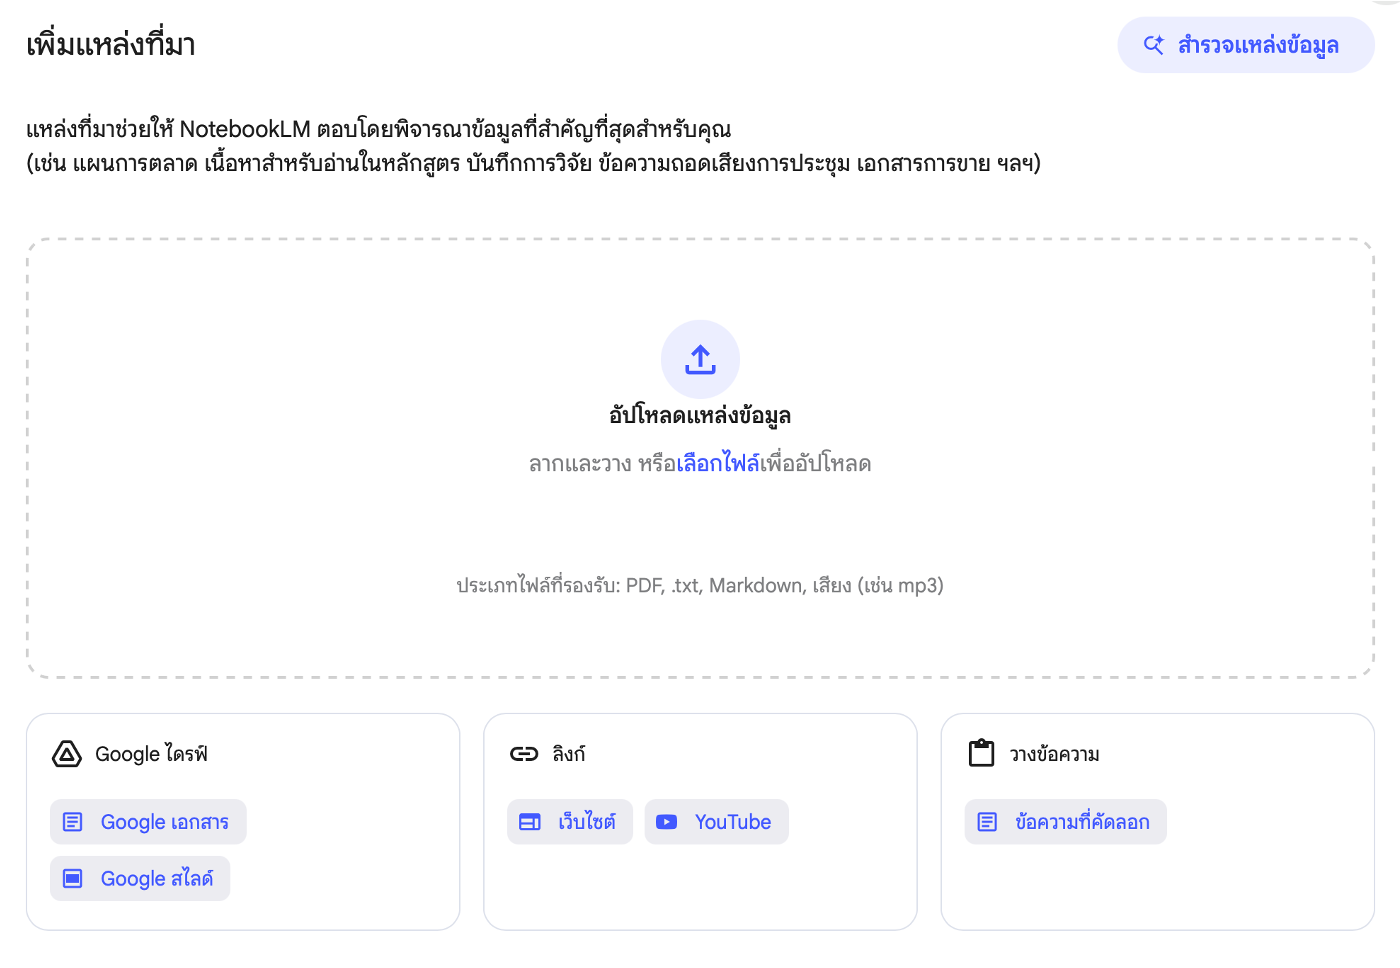 เพิ่มแหล่งที่มา
สำรวจแหล่งข้อมูล
แหล่งที่มาช่วยให้ NotebookLM ตอบโดยพิจารณาข้อมูลที่สำคัญที่สุดสำหรับคุณ
(เช่น แผนการตลาด เนื้อหาสำหรับอ่านในหลักสูตร บันทึกการวิจัย ข้อความถอดเสียงการประชุม เอกสารการขาย ฯลฯ)
อัปโหลดแหล่งข้อมูล
ลากและวาง หรือเลือกไฟล์เพื่ออัปโหลด
ประเภทไฟล์ที่รองรับ: PDF, .txt, Markdown, เสียง (เช่น mp3)
Google ไดรฟ์
Google เอกสาร
Google สไลด์
ลิงก์
เว็บไซต์
YouTube
วางข้อความ
ข้อความที่คัดลอก